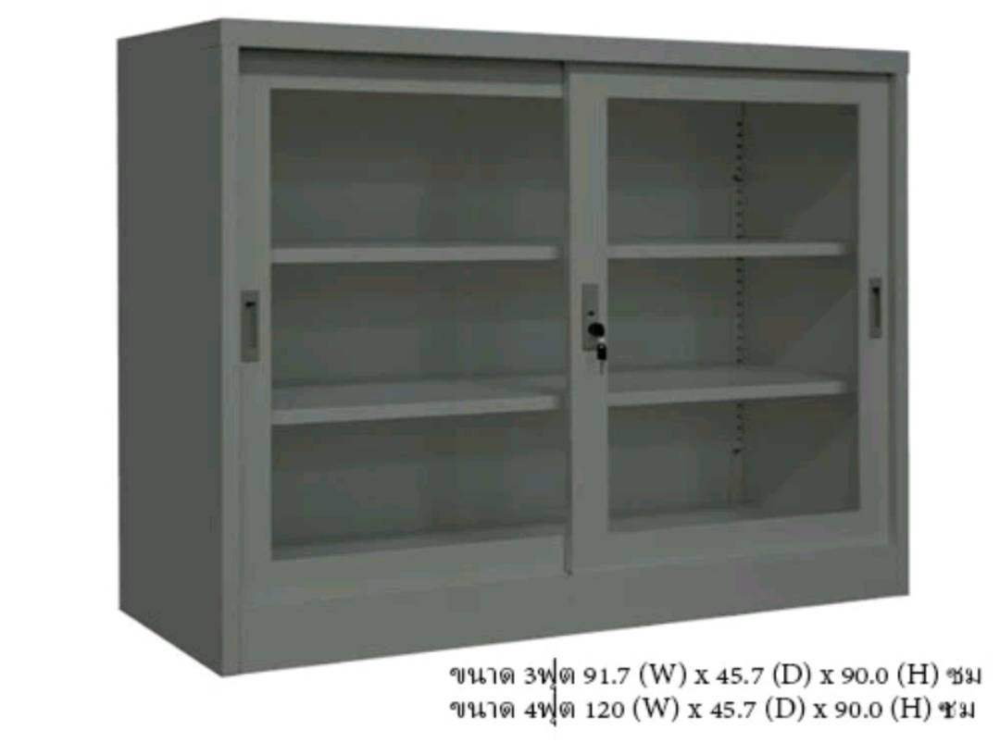 ขนาด 3ฟุต 91.7 (W) x 45.7 (D) x 90.0 (H) ซม
ขนาด 4ฟุต 120 (W) x 45.7 (D) x 90.0 (H) ซม